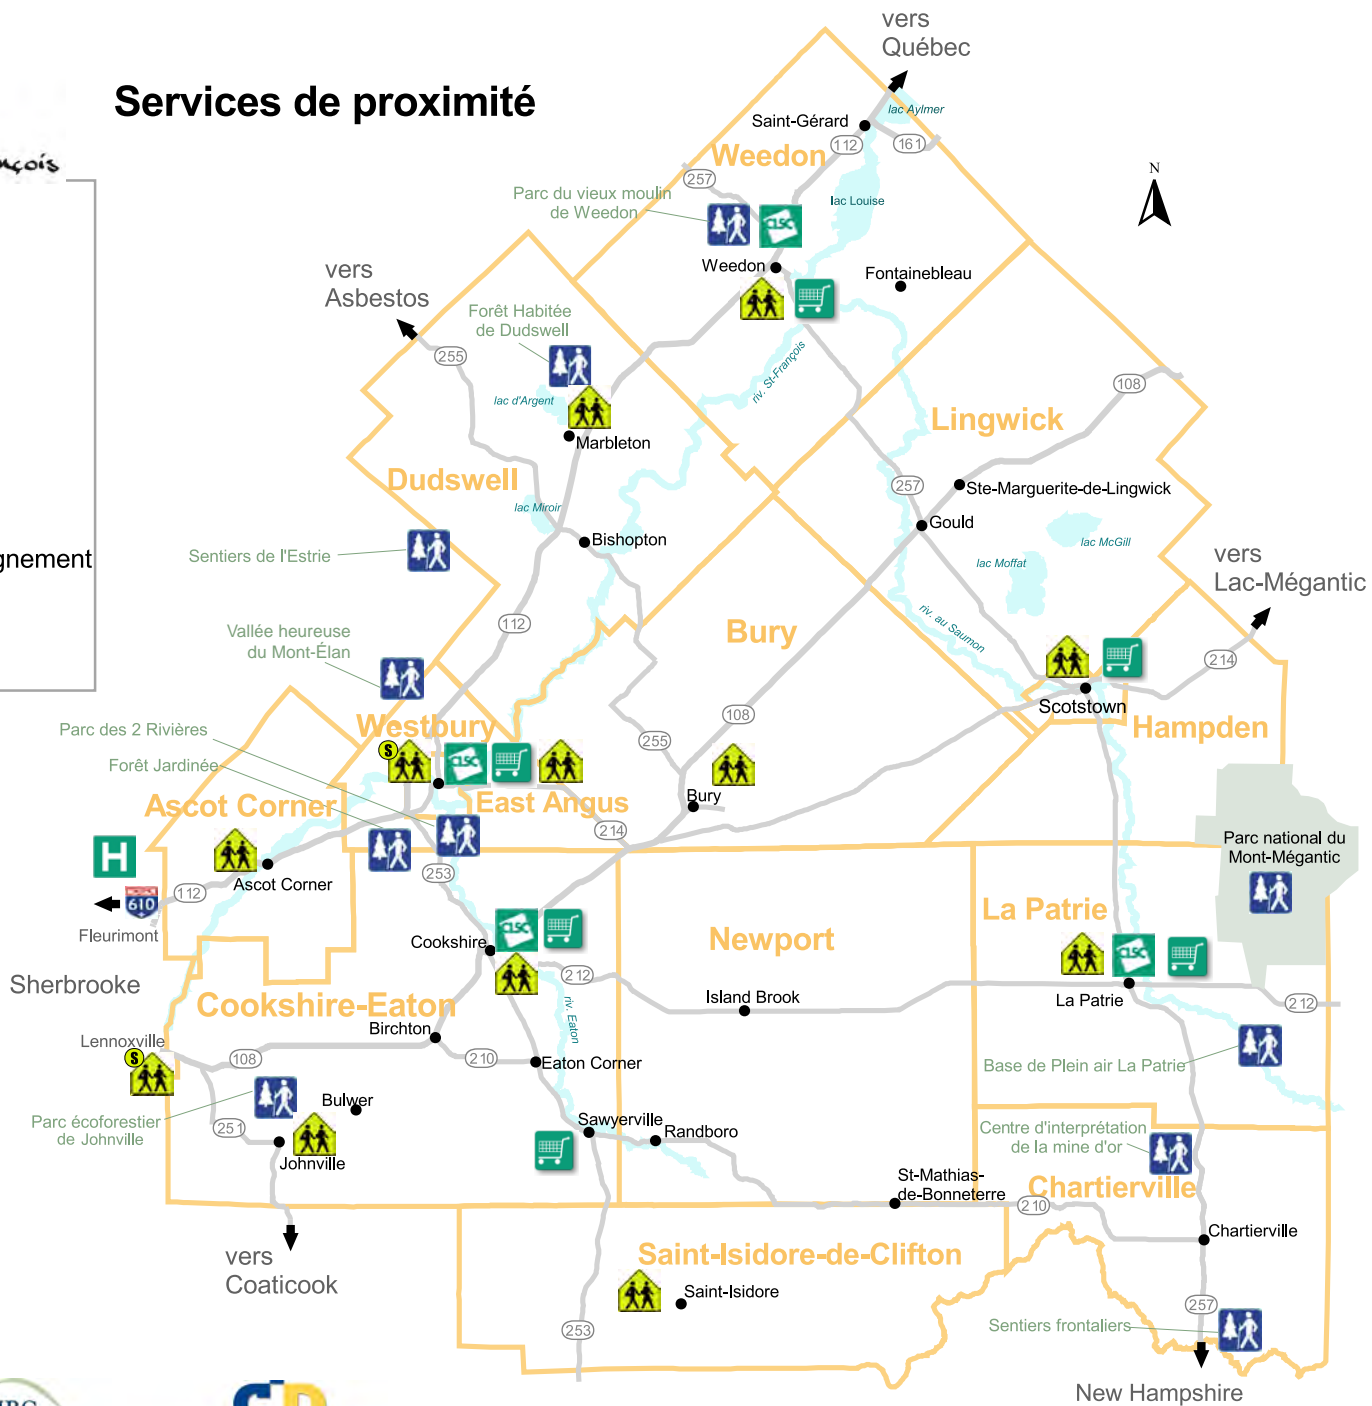 Services de proximité
vers
Québec
lac Aylmer
Saint-Gérard
112
161
Weedon
257
Parc du vieux moulin
de Weedon
CLSC
lac Louise
N
Weedon
Fontainebleau
vers
Asbestos
Forêt Habitée
de Dudswell
255
riv. St-François
lac d'Argent
108
Marbleton
Lingwick
Dudswell
257
Ste-Marguerite-de-Lingwick
lac Miroir
Gould
Bishopton
lac McGill
gnement
Sentiers de l'Estrie
lac Moffat
vers
Lac-Mégantic
112
riv. au Saumon
Vallée heureuse
du Mont-Élan
Bury
214
Scotstown
Parc des 2 Rivières
Westbury
108
Hampden
255
S
CLSC
Forêt Jardinée
Ascot Corner
East Angus
Bury
214
Parc national du
Mont-Mégantic
H
253
Ascot Corner
112
610
Fleurimont
La Patrie
CLSC
Cookshire
Newport
CLSC
212
Sherbrooke
Cookshire-Eaton
Island Brook
La Patrie
212
riv. Eaton
Birchton
Lennoxville
S
108
210
Eaton Corner
Base de Plein air La Patrie
Bulwer
Parc écoforestier
de Johnville
251
Sawyerville
Randboro
Centre d'interprétation
de la mine d'or
Johnville
St-Mathias-
de-Bonneterre
Chartierville
210
Chartierville
vers
Coaticook
Saint-Isidore-de-Clifton
Saint-Isidore
257
253
Sentiers frontaliers
New Hampshire